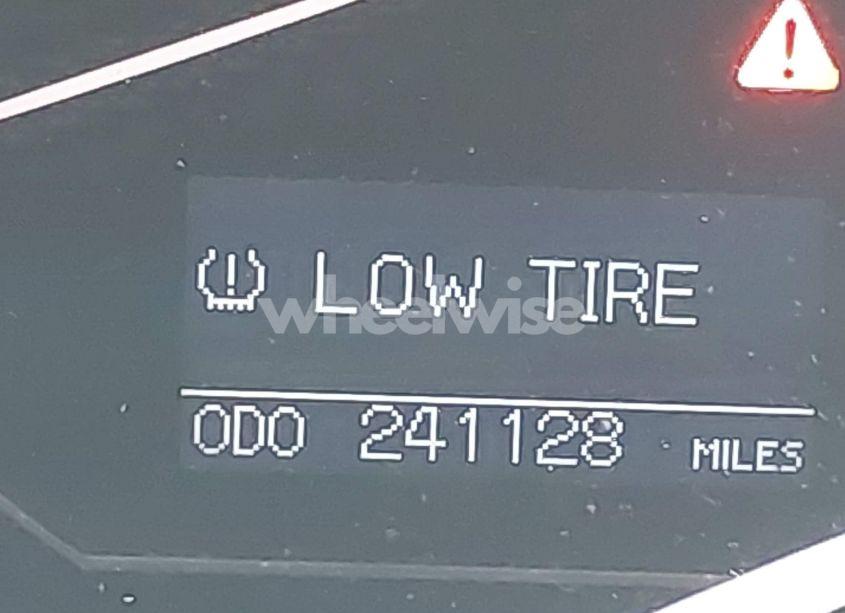 LOW TIRE
wheelwise
ODO 241128 MILES